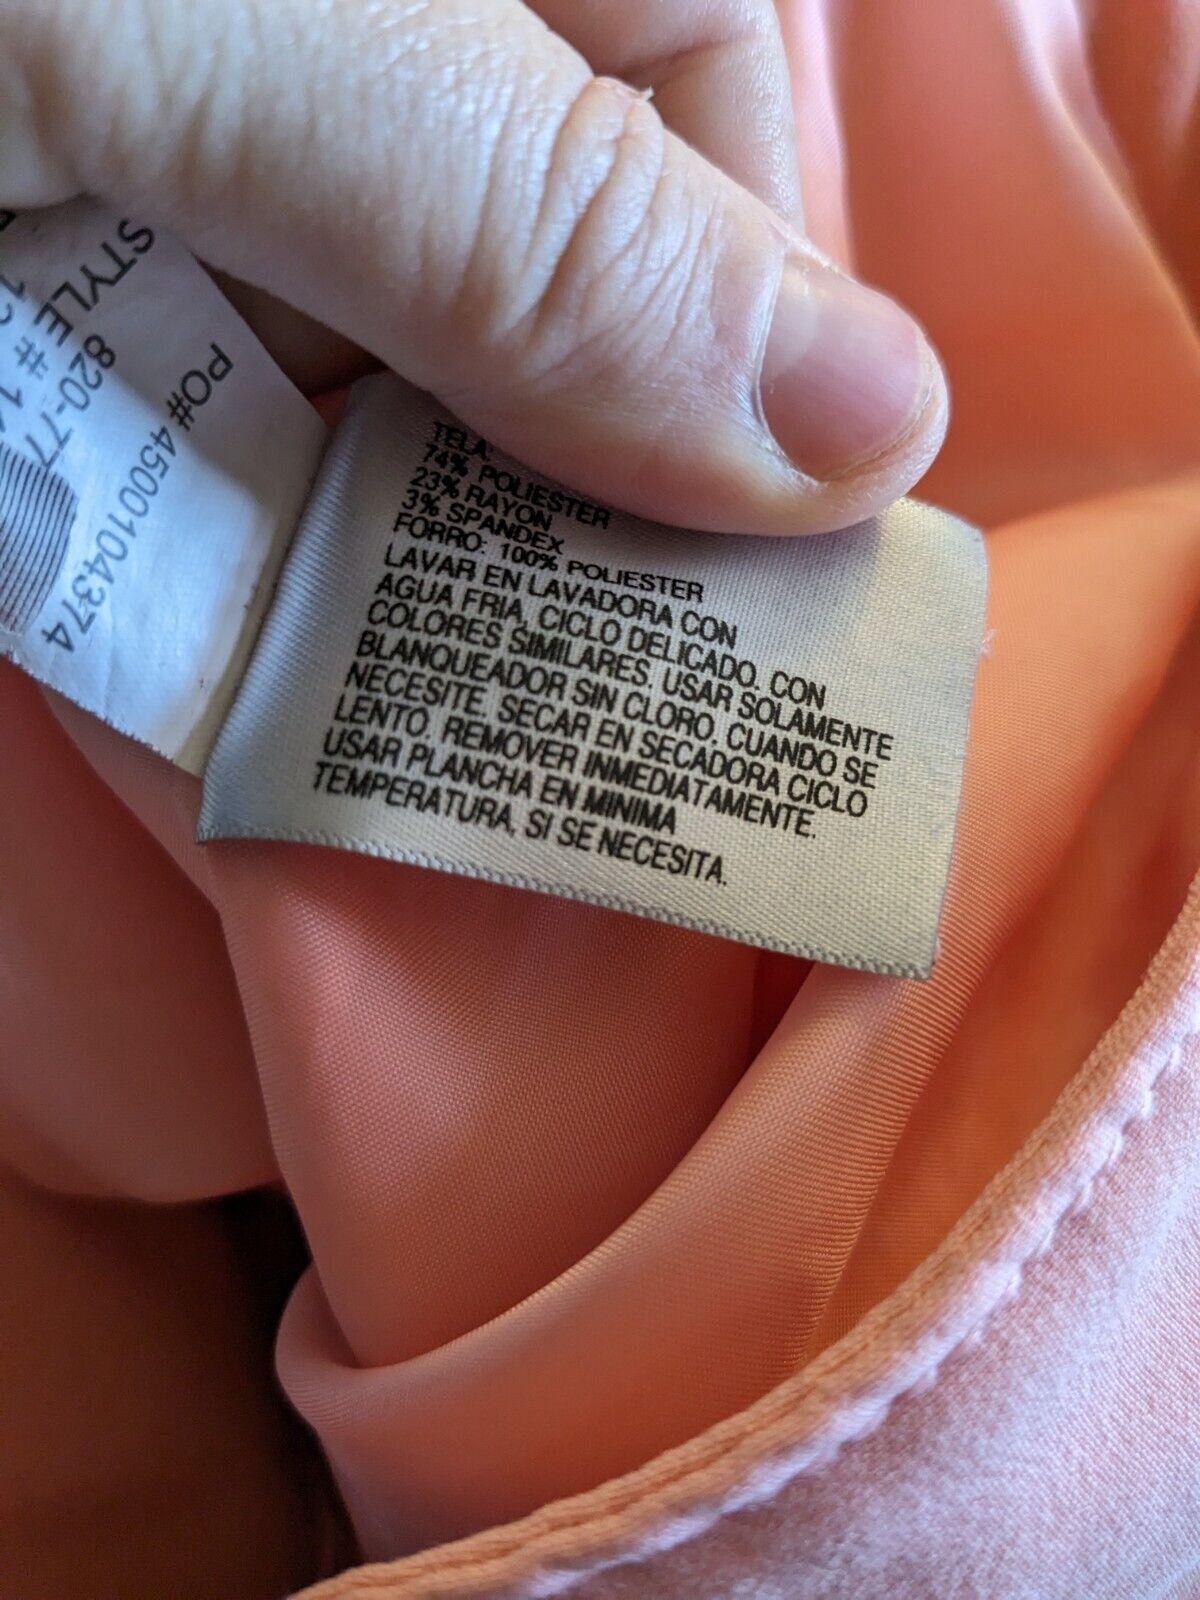 TELA:
74% POLIESTER
23% RAYON
3% SPANDEX
FORRO: 100% POLIESTER
LAVAR EN LAVADORA CON
AGUA FRIA, CICLO DELICADO. CON
COLORES SIMILARES. USAR SOLAMENTE
BLANQUEADOR SIN CLORO. CUANDO SE
NECESITE. SECAR EN SECADORA CICLO
LENTO. REMOVER INMEDIATAMENTE.
USAR PLANCHA EN MINIMA
TEMPERATURA, SI SE NECESITA.
PO# 4500104374
820-77
STYLE#